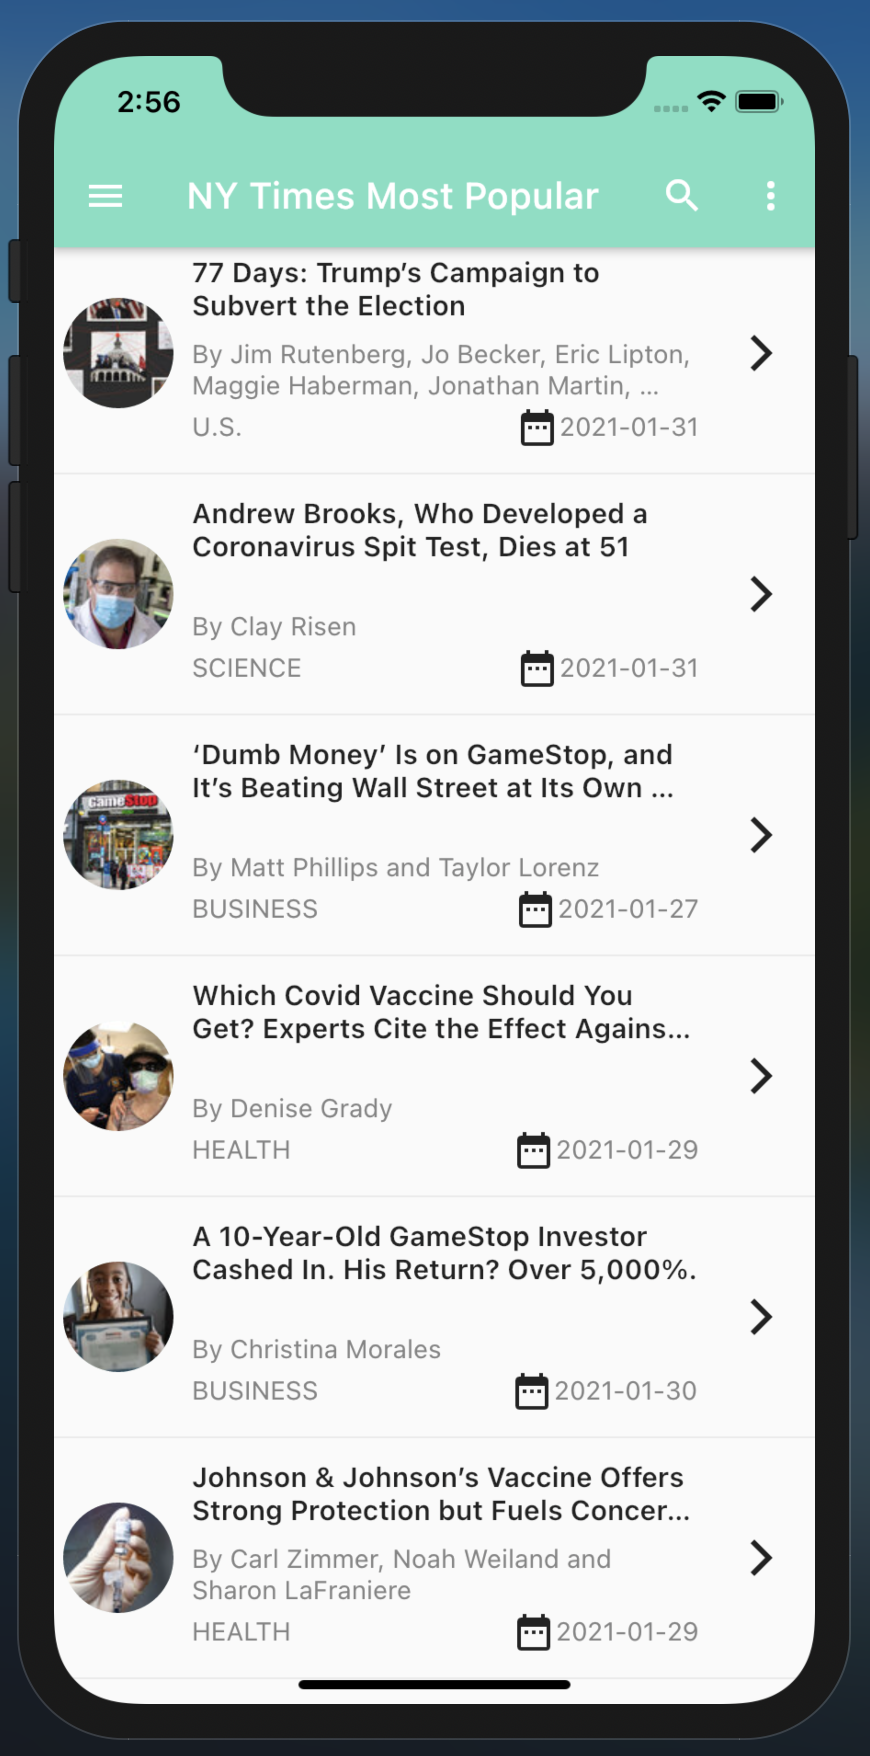 2:56
NY Times Most Popular
77 Days: Trump’s Campaign to
Subvert the Election
By Jim Rutenberg, Jo Becker, Eric Lipton,
Maggie Haberman, Jonathan Martin, ...
U.S.
2021-01-31
Andrew Brooks, Who Developed a
Coronavirus Spit Test, Dies at 51
By Clay Risen
SCIENCE
2021-01-31
‘Dumb Money’ Is on GameStop, and
It’s Beating Wall Street at Its Own ...
GameStop
By Matt Phillips and Taylor Lorenz
BUSINESS
2021-01-27
Which Covid Vaccine Should You
Get? Experts Cite the Effect Agains...
By Denise Grady
HEALTH
2021-01-29
A 10-Year-Old GameStop Investor
Cashed In. His Return? Over 5,000%.
By Christina Morales
BUSINESS
2021-01-30
Johnson & Johnson’s Vaccine Offers
Strong Protection but Fuels Concer...
By Carl Zimmer, Noah Weiland and
Sharon LaFraniere
HEALTH
2021-01-29